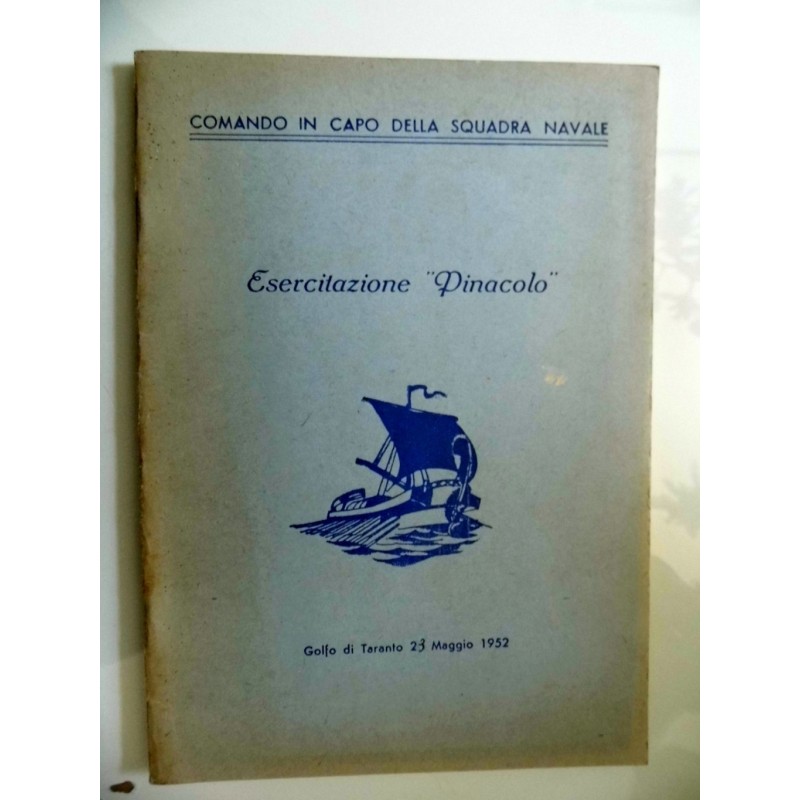 COMANDO IN CAPO DELLA SQUADRA NAVALE
Esercitazione "Pinacolo"
Golfo di Taranto 23 Maggio 1952